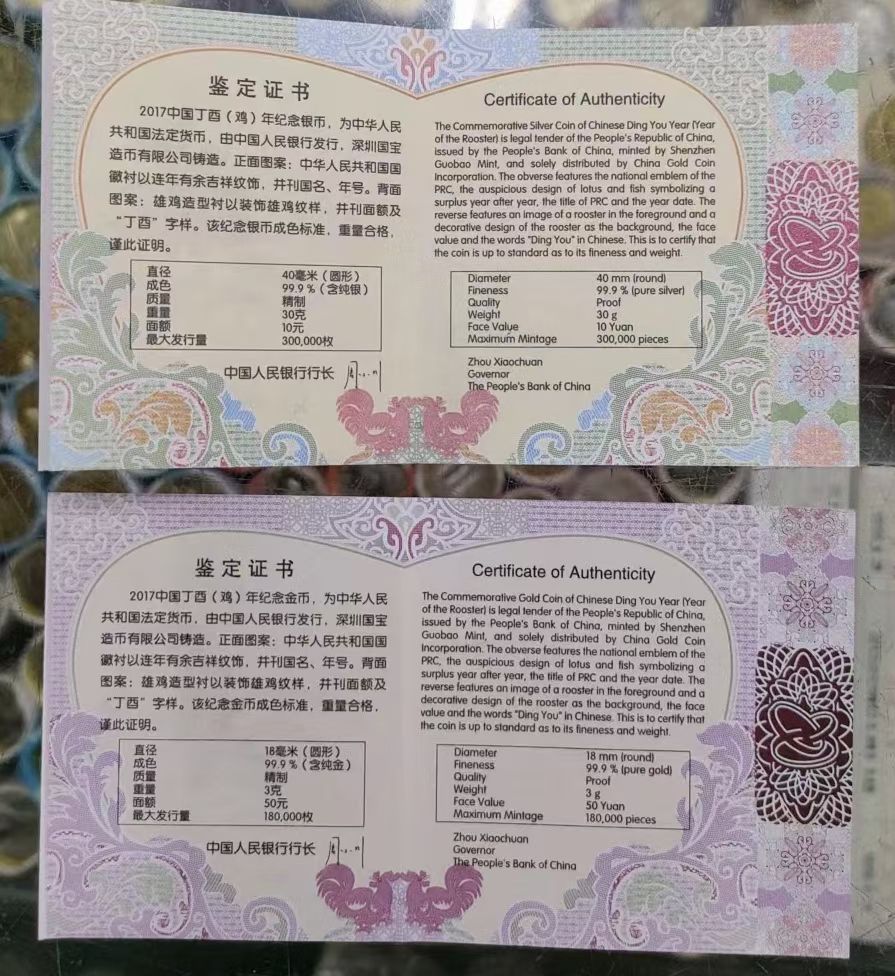 鉴定证书
2017中国丁酉（鸡）年纪念银币，为中华人民
共和国法定货币，由中国人民银行发行，深圳国宝
造币有限公司铸造。正面图案：中华人民共和国国
徽衬以连年有余吉祥纹饰，并刊国名、年号。背面
图案：雄鸡造型衬以装饰雄鸡纹样，并刊面额及
“丁酉”字样。该纪念银币成色标准，重量合格，
谨此证明。
直径 40毫米（圆形）
成色 99.9％（含纯银）
质量 精制
重量 30克
面额 10元
最大发行量 300,000枚
中国人民银行行长
Certificate of Authenticity
The Commemorative Silver Coin of Chinese Ding You Year (Year
of the Rooster) is legal tender of the People's Republic of China,
issued by the People's Bank of China, minted by Shenzhen
Guobao Mint, and solely distributed by China Gold Coin
Incorporation. The obverse features the national emblem of the
PRC, the auspicious design of lotus and fish symbolizing a
surplus year after year, the title of PRC and the year date. The
reverse features an image of a rooster in the foreground and a
decorative design of the rooster as the background, the face
value and the words "Ding You" in Chinese. This is to certify that
the coin is up to standard as to its fineness and weight.
Diameter 40 mm (round)
Fineness 99.9 % (pure silver)
Quality Proof
Weight 30 g
Face Value 10 Yuan
Maximum Mintage 300,000 pieces
Zhou Xiaochuan
Governor
The People's Bank of China
鉴定证书
2017中国丁酉（鸡）年纪念金币，为中华人民
共和国法定货币，由中国人民银行发行，深圳国宝
造币有限公司铸造。正面图案：中华人民共和国国
徽衬以连年有余吉祥纹饰，并刊国名、年号。背面
图案：雄鸡造型衬以装饰雄鸡纹样，并刊面额及
“丁酉”字样。该纪念金币成色标准，重量合格，
谨此证明。
直径 18毫米（圆形）
成色 99.9％（含纯金）
质量 精制
重量 3克
面额 50元
最大发行量 180,000枚
中国人民银行行长
Certificate of Authenticity
The Commemorative Gold Coin of Chinese Ding You Year (Year
of the Rooster) is legal tender of the People's Republic of China,
issued by the People's Bank of China, minted by Shenzhen
Guobao Mint, and solely distributed by China Gold Coin
Incorporation. The obverse features the national emblem of the
PRC, the auspicious design of lotus and fish symbolizing a
surplus year after year, the title of PRC and the year date. The
reverse features an image of a rooster in the foreground and a
decorative design of the rooster as the background, the face
value and the words "Ding You" in Chinese. This is to certify that
the coin is up to standard as to its fineness and weight.
Diameter 18 mm (round)
Fineness 99.9 % (pure gold)
Quality Proof
Weight 3 g
Face Value 50 Yuan
Maximum Mintage 180,000 pieces
Zhou Xiaochuan
Governor
The People's Bank of China